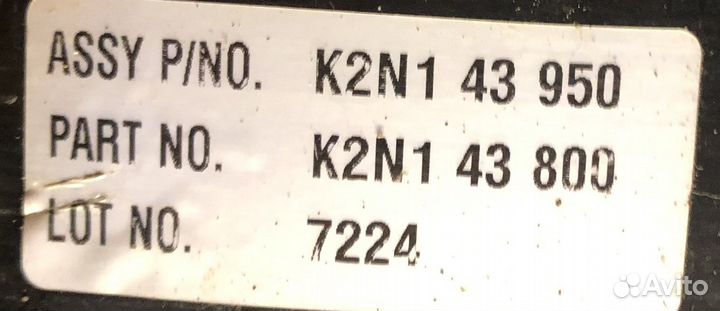 ASSY P/NO. K2N1 43 950
PART NO. K2N1 43 800
LOT NO. 7224
Avito